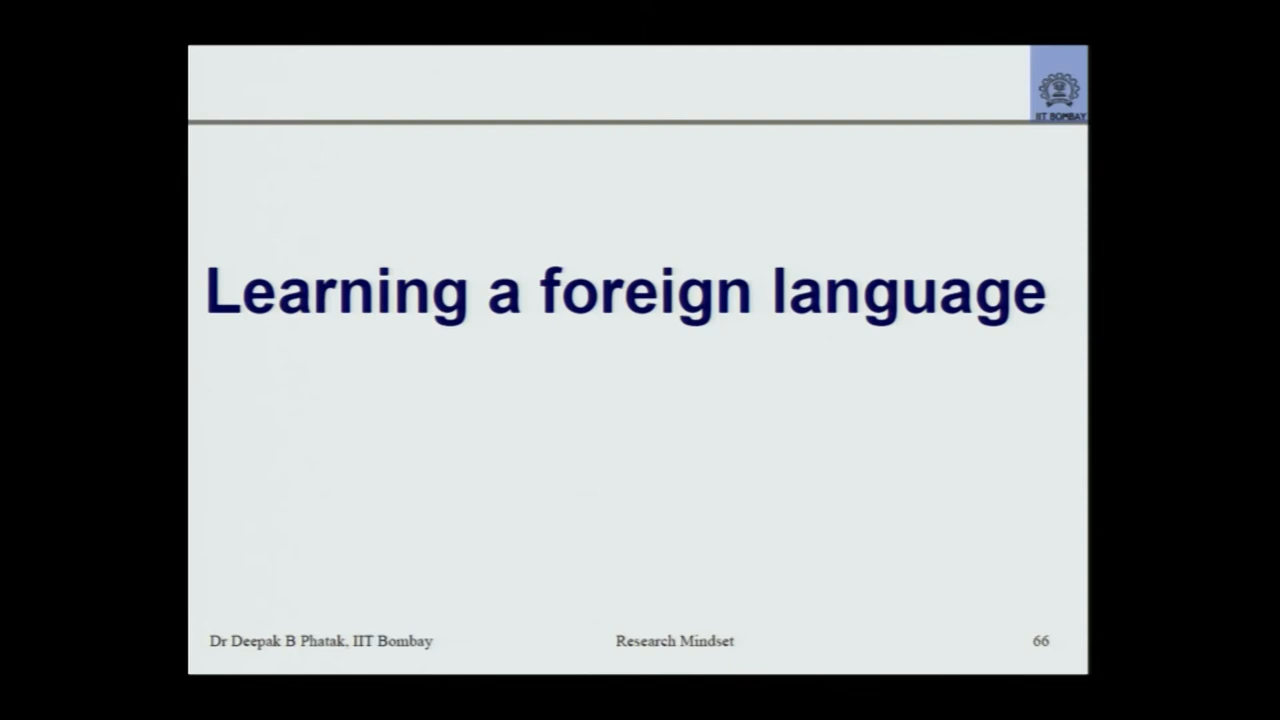 IIT BOMBAY
Learning a foreign language
Dr Deepak B Phatak, IIT Bombay
Research Mindset
66